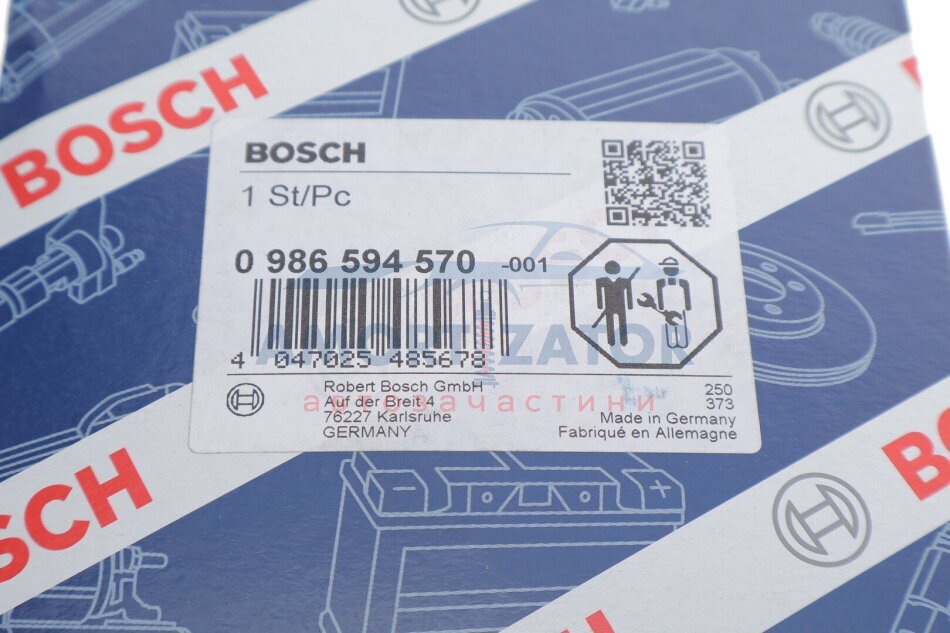 BOSCH
BOSCH
1 St/Pc
0 986 594 570 -001
AMORTIZATOR
4 047025 485678
автозачастини
Robert Bosch GmbH
Auf der Breit 4
76227 Karlsruhe
GERMANY
250
373
Made in Germany
Fabriqué en Allemagne
BOSCH
BOSCH